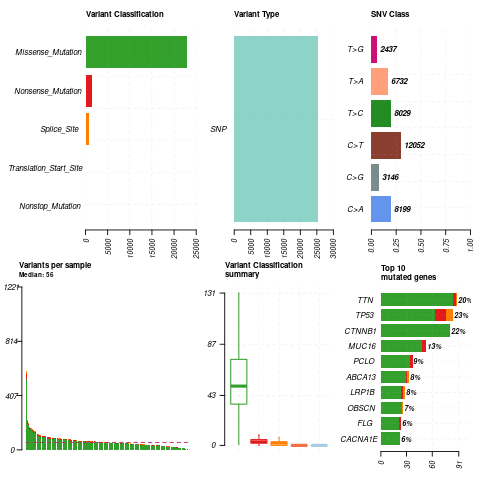 Variant Classification
Missense_Mutation
Nonsense_Mutation
Splice_Site
Translation_Start_Site
Nonstop_Mutation
0
5000
10000
15000
20000
25000
Variant Type
SNP
0
5000
10000
15000
20000
25000
30000
SNV Class
T>G 2437
T>A 6732
T>C 8029
C>T 12052
C>G 3146
C>A 8199
0.00
0.25
0.50
0.75
1.00
Variants per sample
Median: 56
1221
814
407
0
Variant Classification
summary
131
87
43
0
Top 10
mutated genes
TTN 20%
TP53 23%
CTNNB1 22%
MUC16 13%
PCLO 9%
ABCA13 8%
LRP1B 8%
OBSCN 7%
FLG 6%
CACNA1E 6%
0
30
60
91